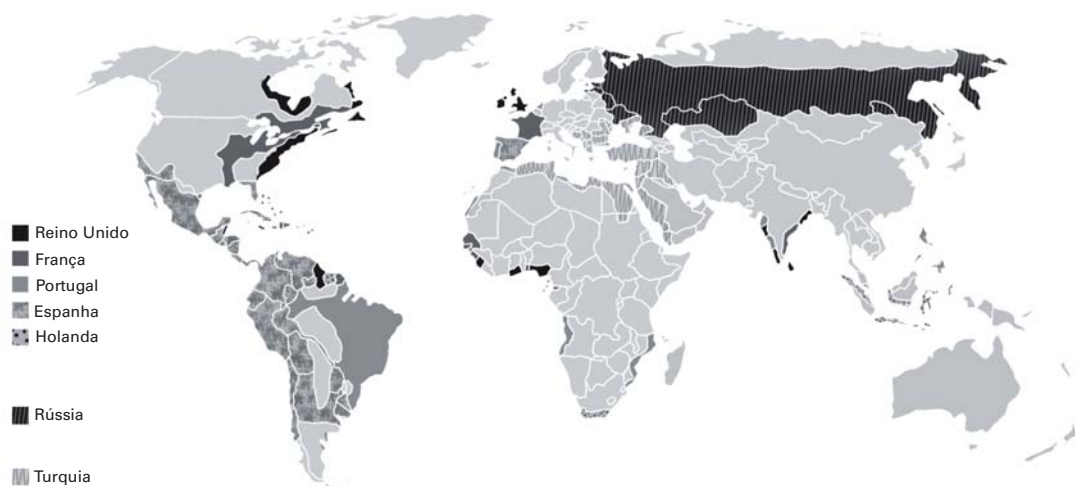 Reino Unido
França
Portugal
Espanha
Holanda
Rússia
Turquia